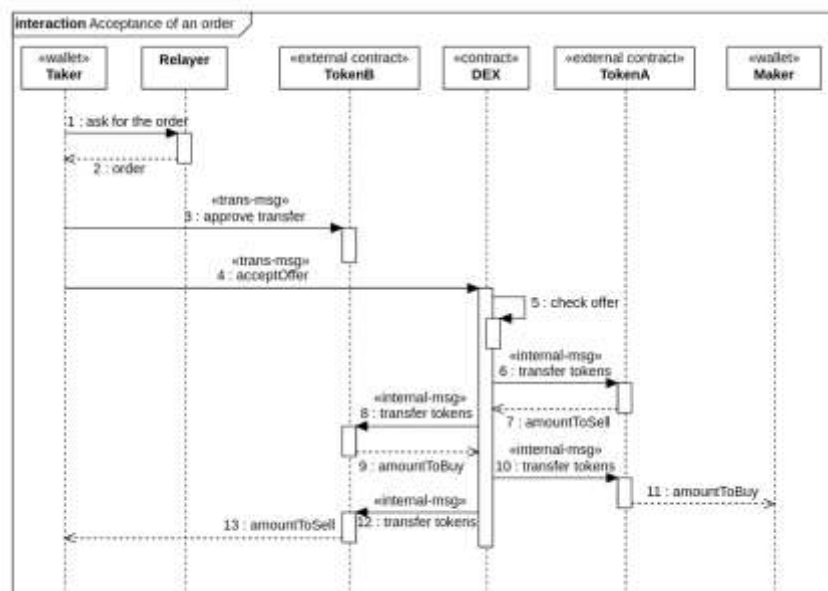 interaction Acceptance of an order
«wallet»
Taker
Relayer
«external contract»
TokenB
«contract»
DEX
«external contract»
TokenA
«wallet»
Maker
1 : ask for the order
2 : order
«trans-msg»
3 : approve transfer
«trans-msg»
4 : acceptOffer
5 : check offer
«internal-msg»
6 : transfer tokens
7 : amountToSell
«internal-msg»
8 : transfer tokens
9 : amountToBuy
«internal-msg»
10 : transfer tokens
11 : amountToBuy
«internal-msg»
12 : transfer tokens
13 : amountToSell